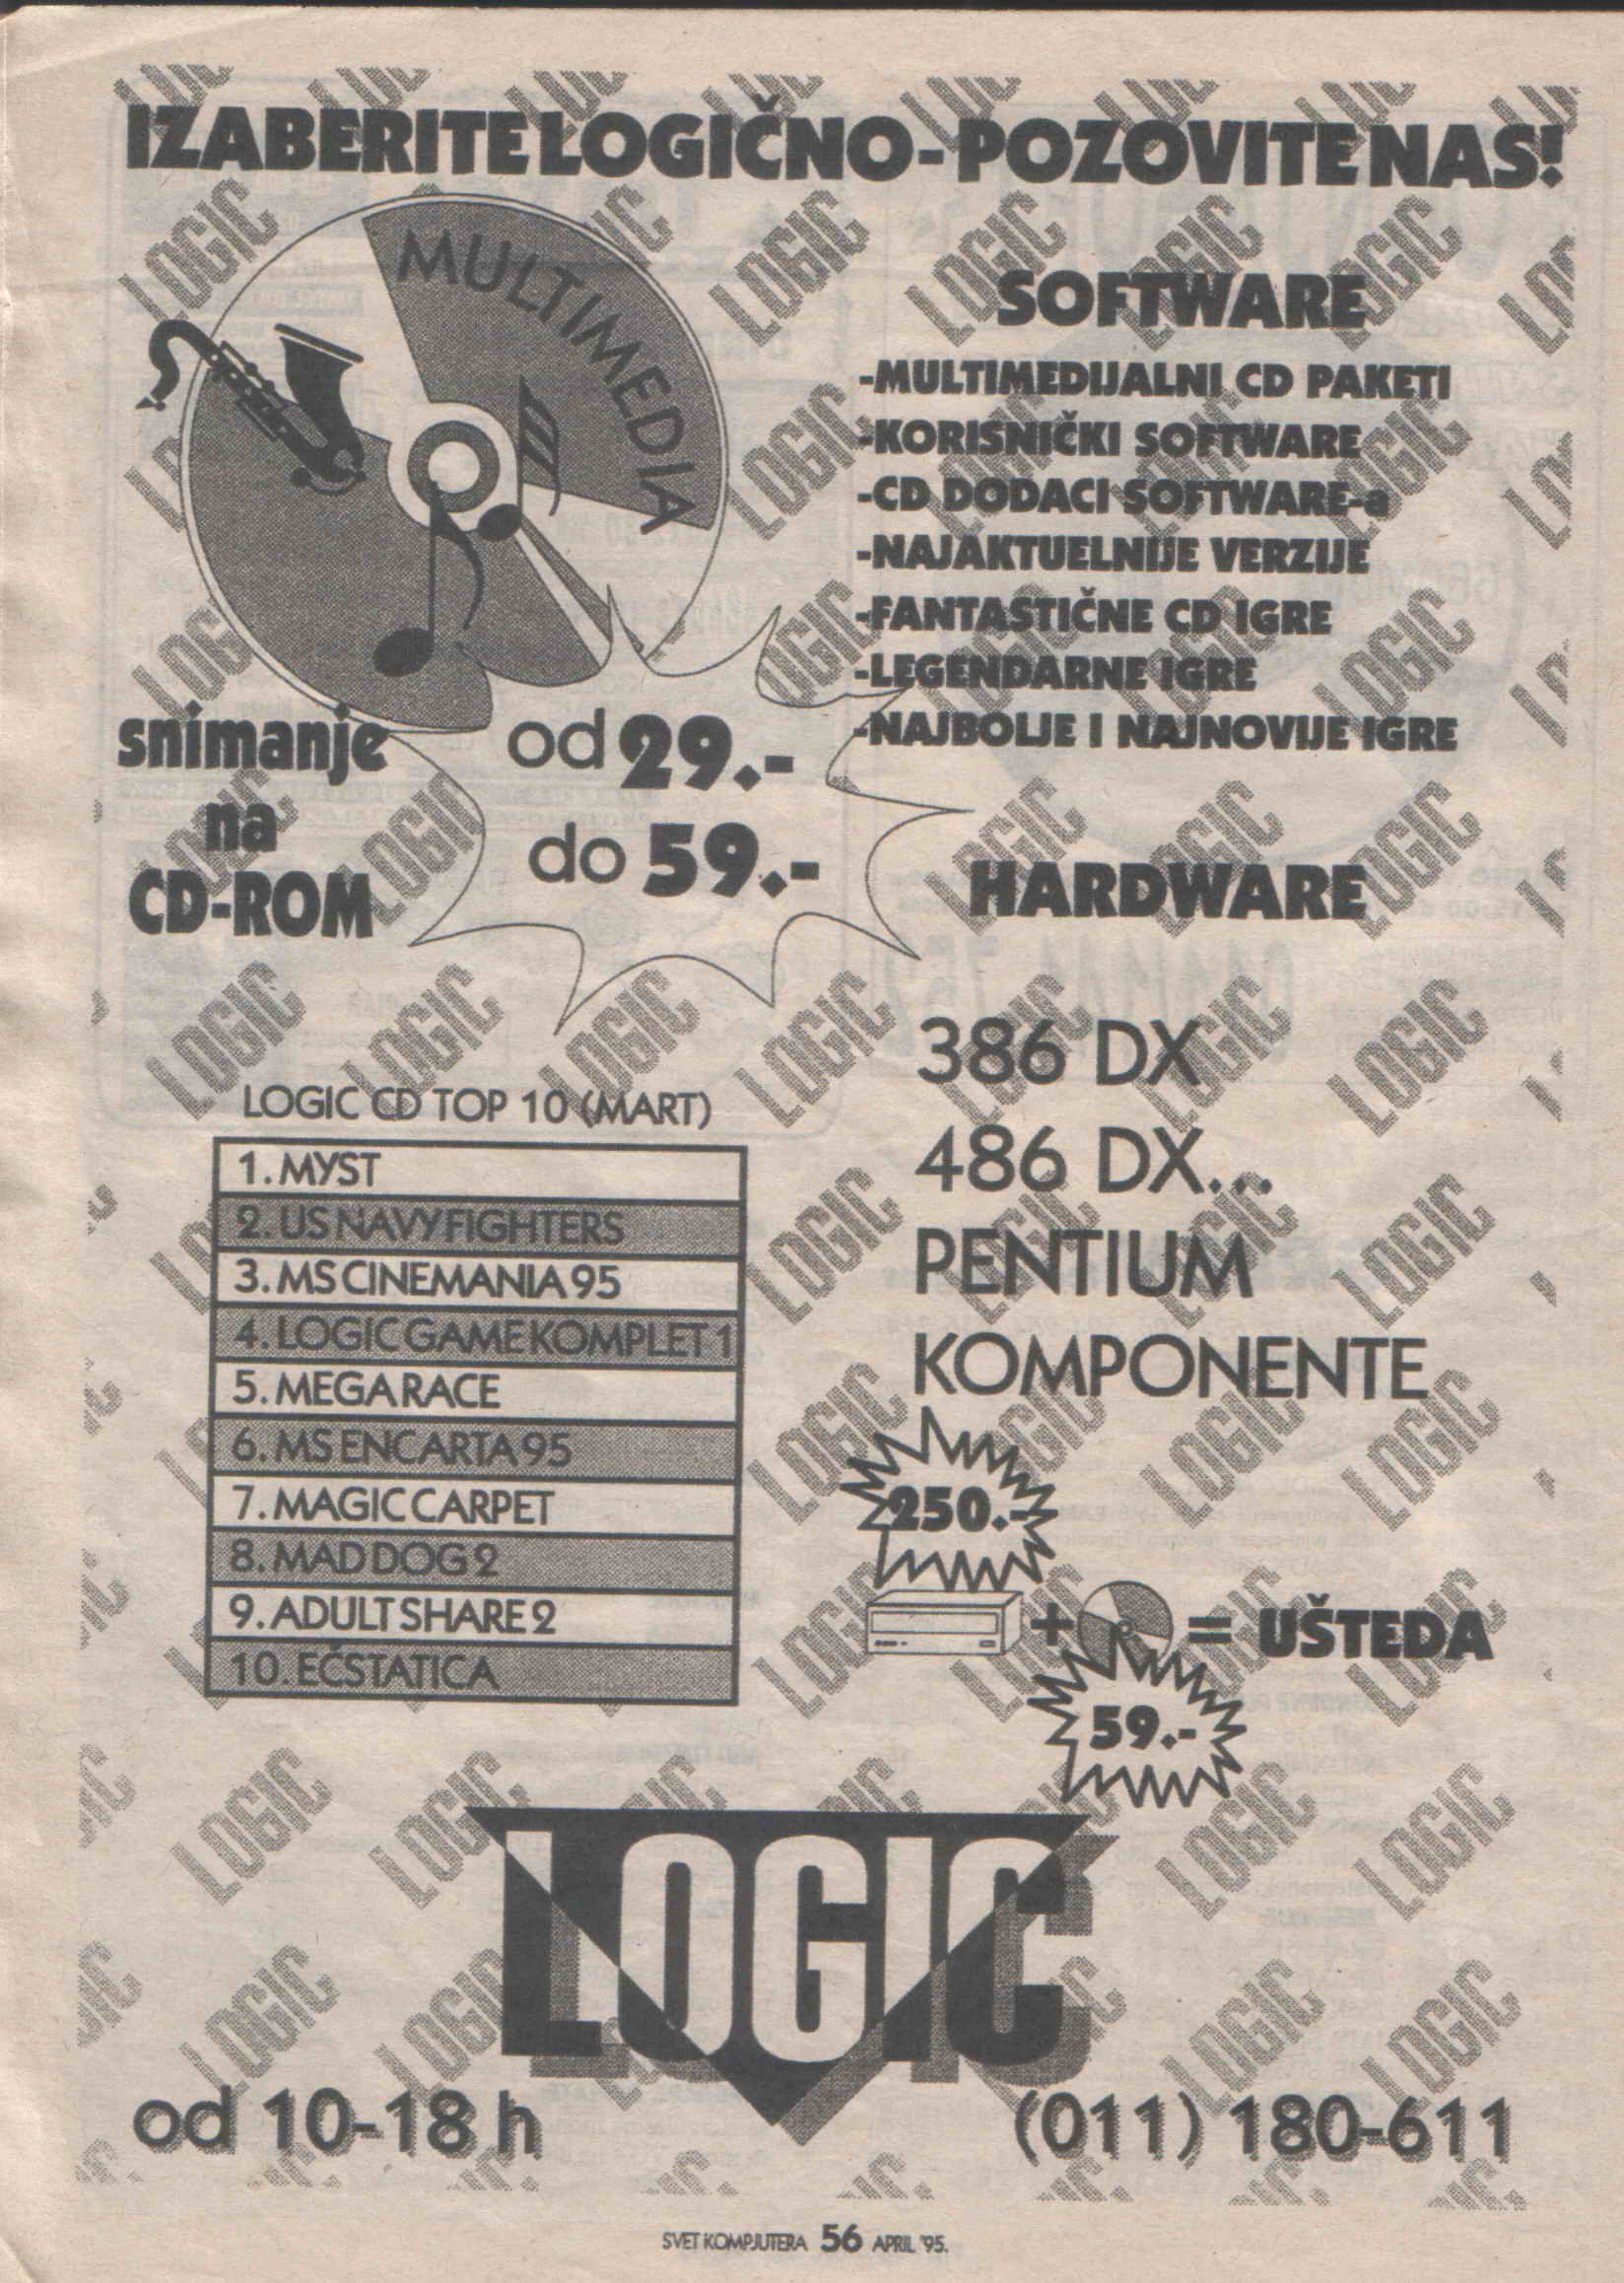 IZABERITE LOGIČNO - POZOVITE NAS!
MULTIMEDIA
SOFTWARE
-MULTIMEDIJALNI CD PAKETI
-KORISNIČKI SOFTWARE
-CD DODACI SOFTWARE-a
-NAJAKTUELNIJE VERZIJE
-FANTASTIČNE CD IGRE
-LEGENDARNE IGRE
-NAJBOLJE I NAJNOVIJE IGRE
snimanje
na
CD-ROM
od 29.-
do 59.-
HARDWARE
386 DX
486 DX...
PENTIUM
KOMPONENTE
LOGIC CD TOP 10 (MART)
1. MYST
2. US NAVY FIGHTERS
3. MS CINEMANIA 95
4. LOGIC GAME KOMPLET 1
5. MEGA RACE
6. MS ENCARTA 95
7. MAGIC CARPET
8. MAD DOG 2
9. ADULT SHARE 2
10. EČSTATICA
250.-
+ = UŠTEDA
59.-
LOGIC
od 10-18 h
(011) 180-611
SVET KOMPJUTERA 56 APRIL '95.